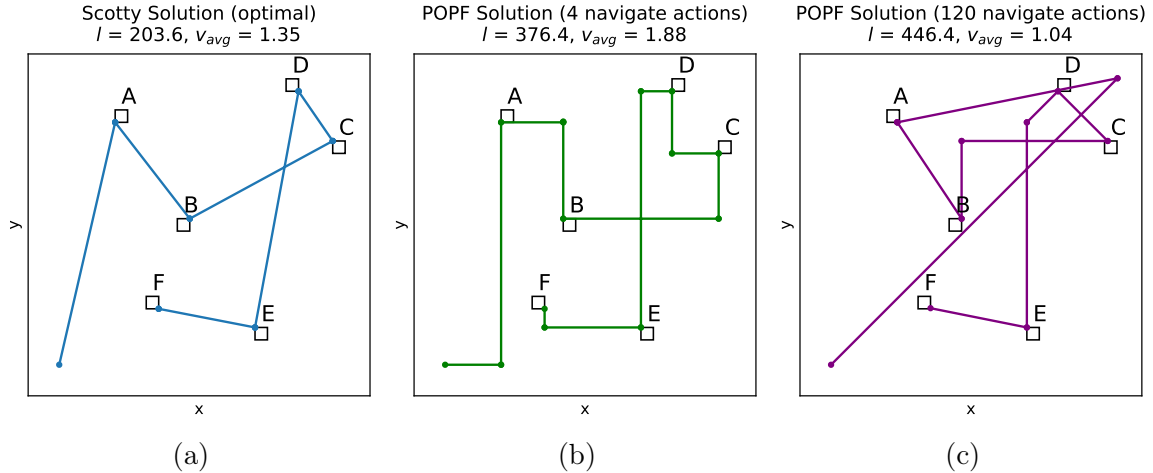 Scotty Solution (optimal)
l = 203.6, v_avg = 1.35
D
A
C
B
F
E
y
x
(a)
POPF Solution (4 navigate actions)
l = 376.4, v_avg = 1.88
D
A
C
B
F
E
y
x
(b)
POPF Solution (120 navigate actions)
l = 446.4, v_avg = 1.04
D
A
C
B
F
E
y
x
(c)